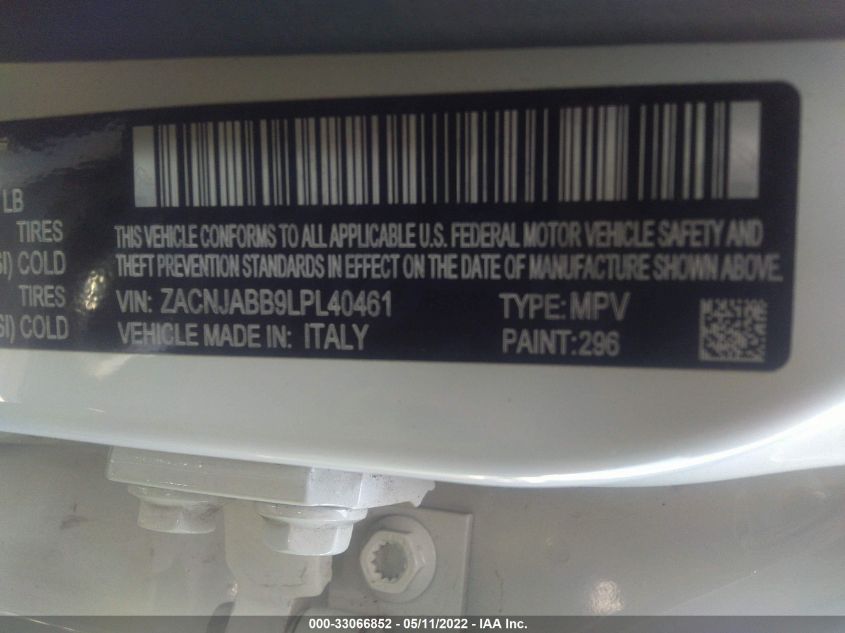 LB
TIRES
SI) COLD
TIRES
SI) COLD
THIS VEHICLE CONFORMS TO ALL APPLICABLE U.S. FEDERAL MOTOR VEHICLE SAFETY AND
THEFT PREVENTION STANDARDS IN EFFECT ON THE DATE OF MANUFACTURE SHOWN ABOVE.
VIN: ZACNJABB9LPL40461 TYPE: MPV
VEHICLE MADE IN: ITALY PAINT:296
000-33066852 — 05/11/2022 — IAA Inc.